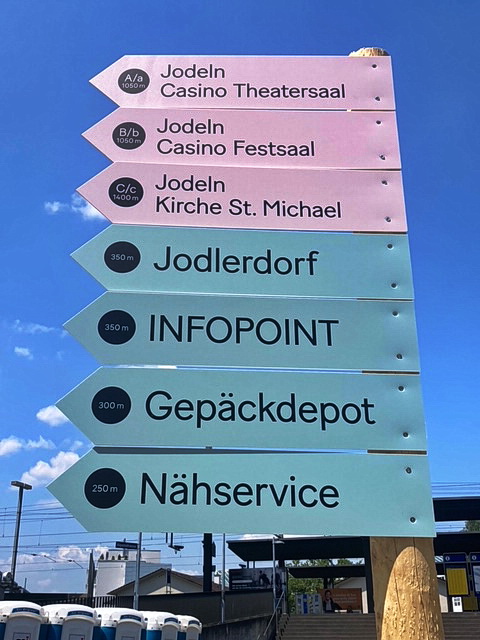 A/a
1050 m
Jodeln
Casino Theatersaal
B/b
1050 m
Jodeln
Casino Festsaal
C/c
1400 m
Jodeln
Kirche St. Michael
350 m
Jodlerdorf
350 m
INFOPOINT
300 m
Gepäckdepot
250 m
Nähservice